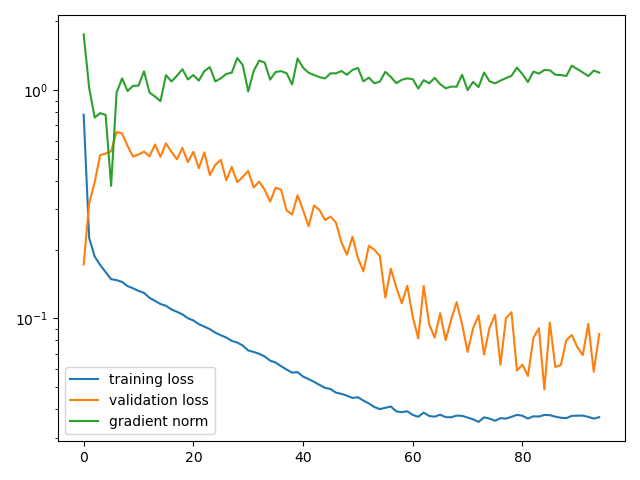 10⁰
10⁻¹
training loss
validation loss
gradient norm
0 20 40 60 80